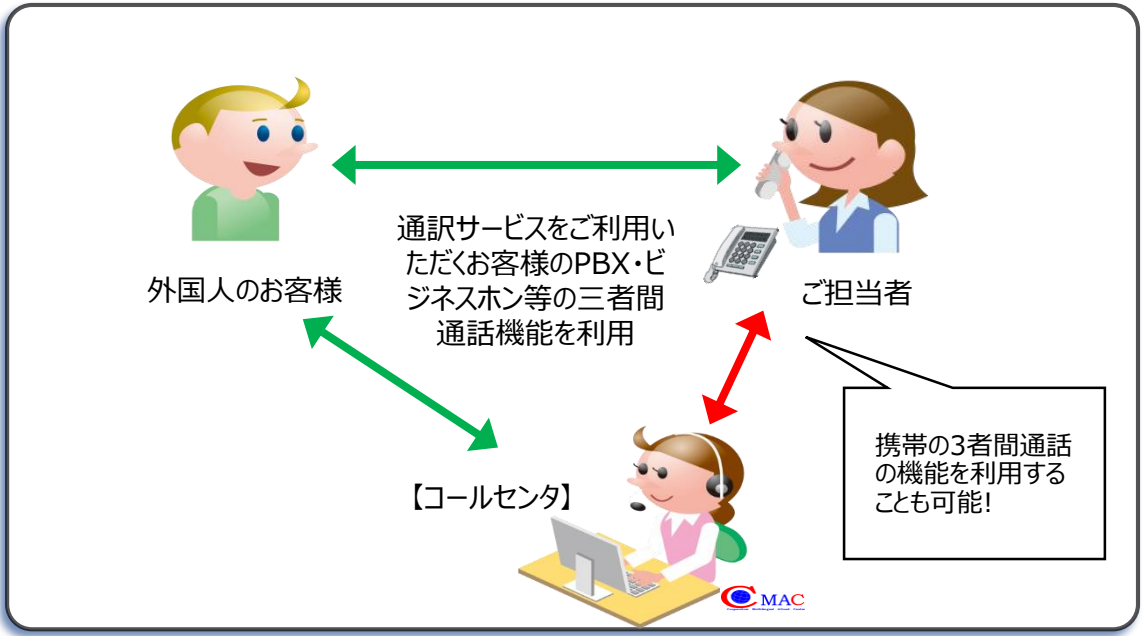 通訳サービスをご利用い
ただくお客様のPBX・ビ
ジネスホン等の三者間
通話機能を利用
外国人のお客様
ご担当者
携帯の3者間通話
の機能を利用する
ことも可能!
【コールセンタ】
CMAC